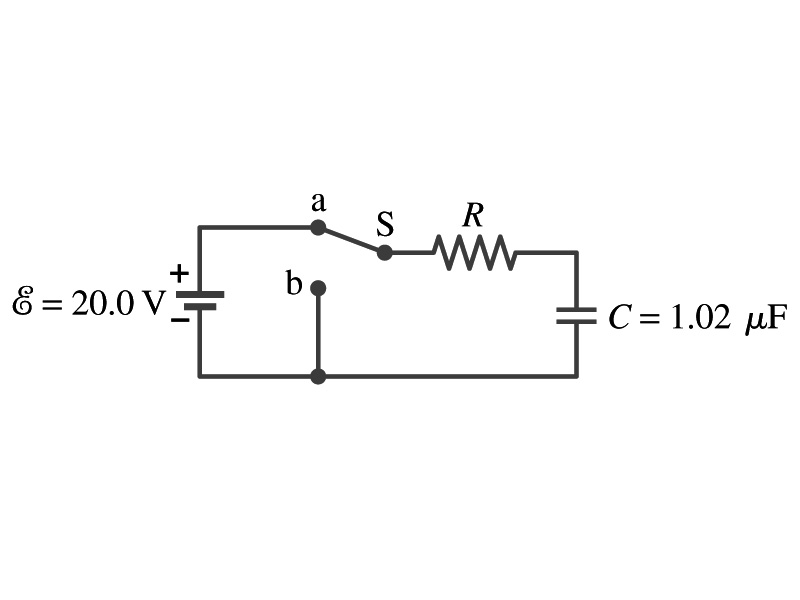 a
S
R
+
b
ℰ = 20.0 V
−
C = 1.02 μF